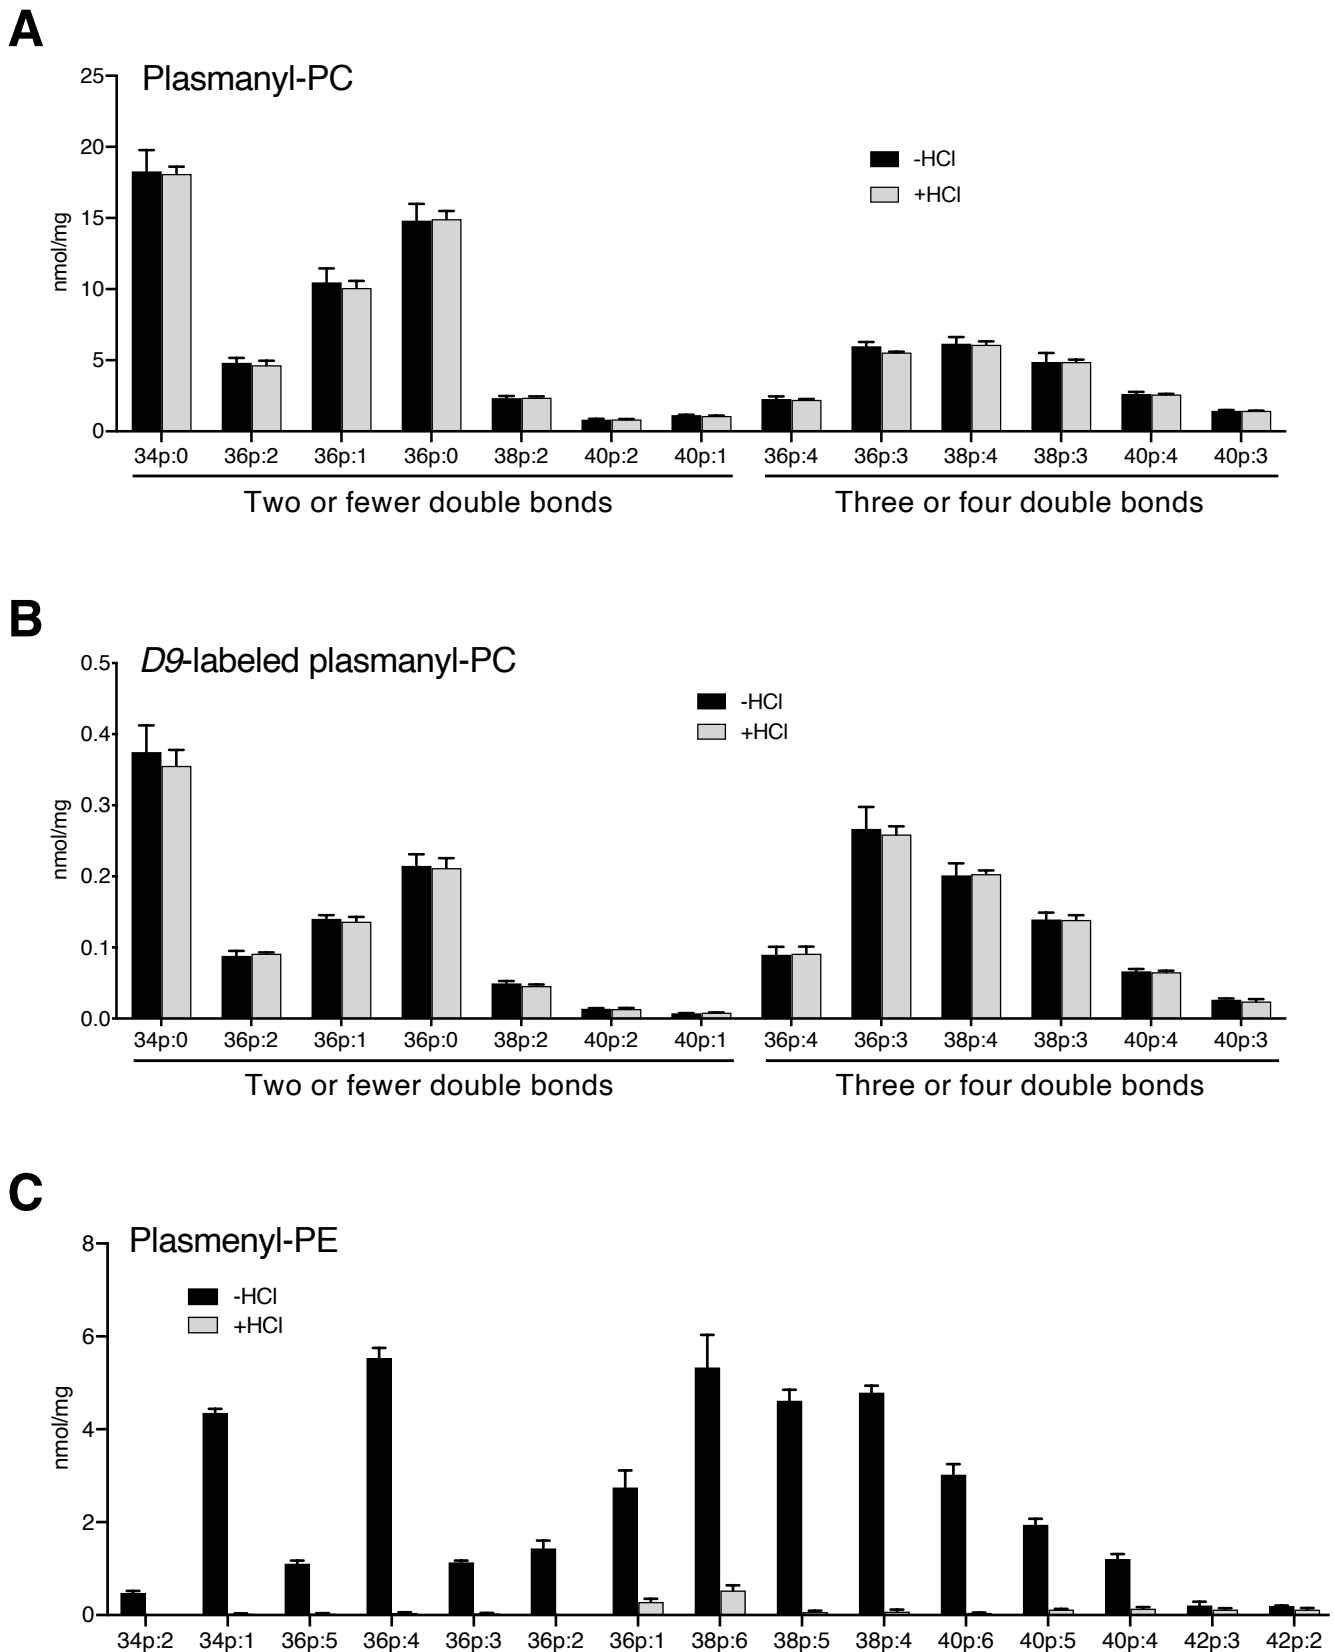 A
Plasmanyl-PC
25
20
15
10
5
0
nmol/mg
-HCl
+HCl
34p:0 36p:2 36p:1 36p:0 38p:2 40p:2 40p:1 36p:4 36p:3 38p:4 38p:3 40p:4 40p:3
Two or fewer double bonds Three or four double bonds
B
D9-labeled plasmanyl-PC
0.5
0.4
0.3
0.2
0.1
0.0
nmol/mg
-HCl
+HCl
34p:0 36p:2 36p:1 36p:0 38p:2 40p:2 40p:1 36p:4 36p:3 38p:4 38p:3 40p:4 40p:3
Two or fewer double bonds Three or four double bonds
C
Plasmenyl-PE
8
6
4
2
0
nmol/mg
-HCl
+HCl
34p:2 34p:1 36p:5 36p:4 36p:3 36p:2 36p:1 38p:6 38p:5 38p:4 40p:6 40p:5 40p:4 42p:3 42p:2